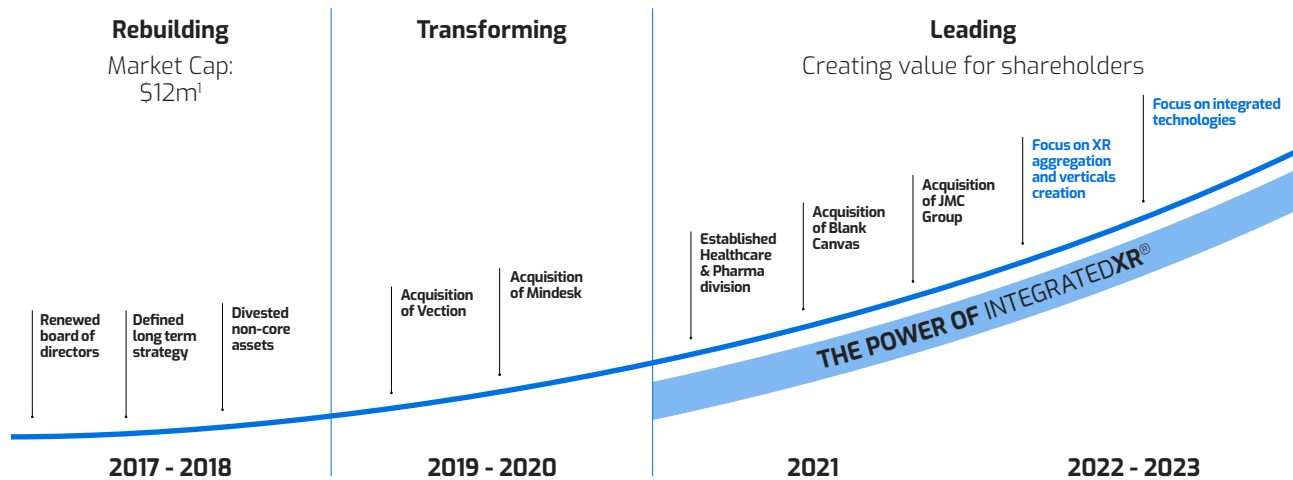 Rebuilding
Market Cap:
$12m¹
Transforming
Leading
Creating value for shareholders
Renewed
board of
directors
Defined
long term
strategy
Divested
non-core
assets
Acquisition
of Vection
Acquisition
of Mindesk
Established
Healthcare
& Pharma
division
Acquisition
of Blank
Canvas
Acquisition
of JMC
Group
Focus on XR
aggregation
and verticals
creation
Focus on integrated
technologies
THE POWER OF INTEGRATEDXR®
2017 - 2018
2019 - 2020
2021
2022 - 2023